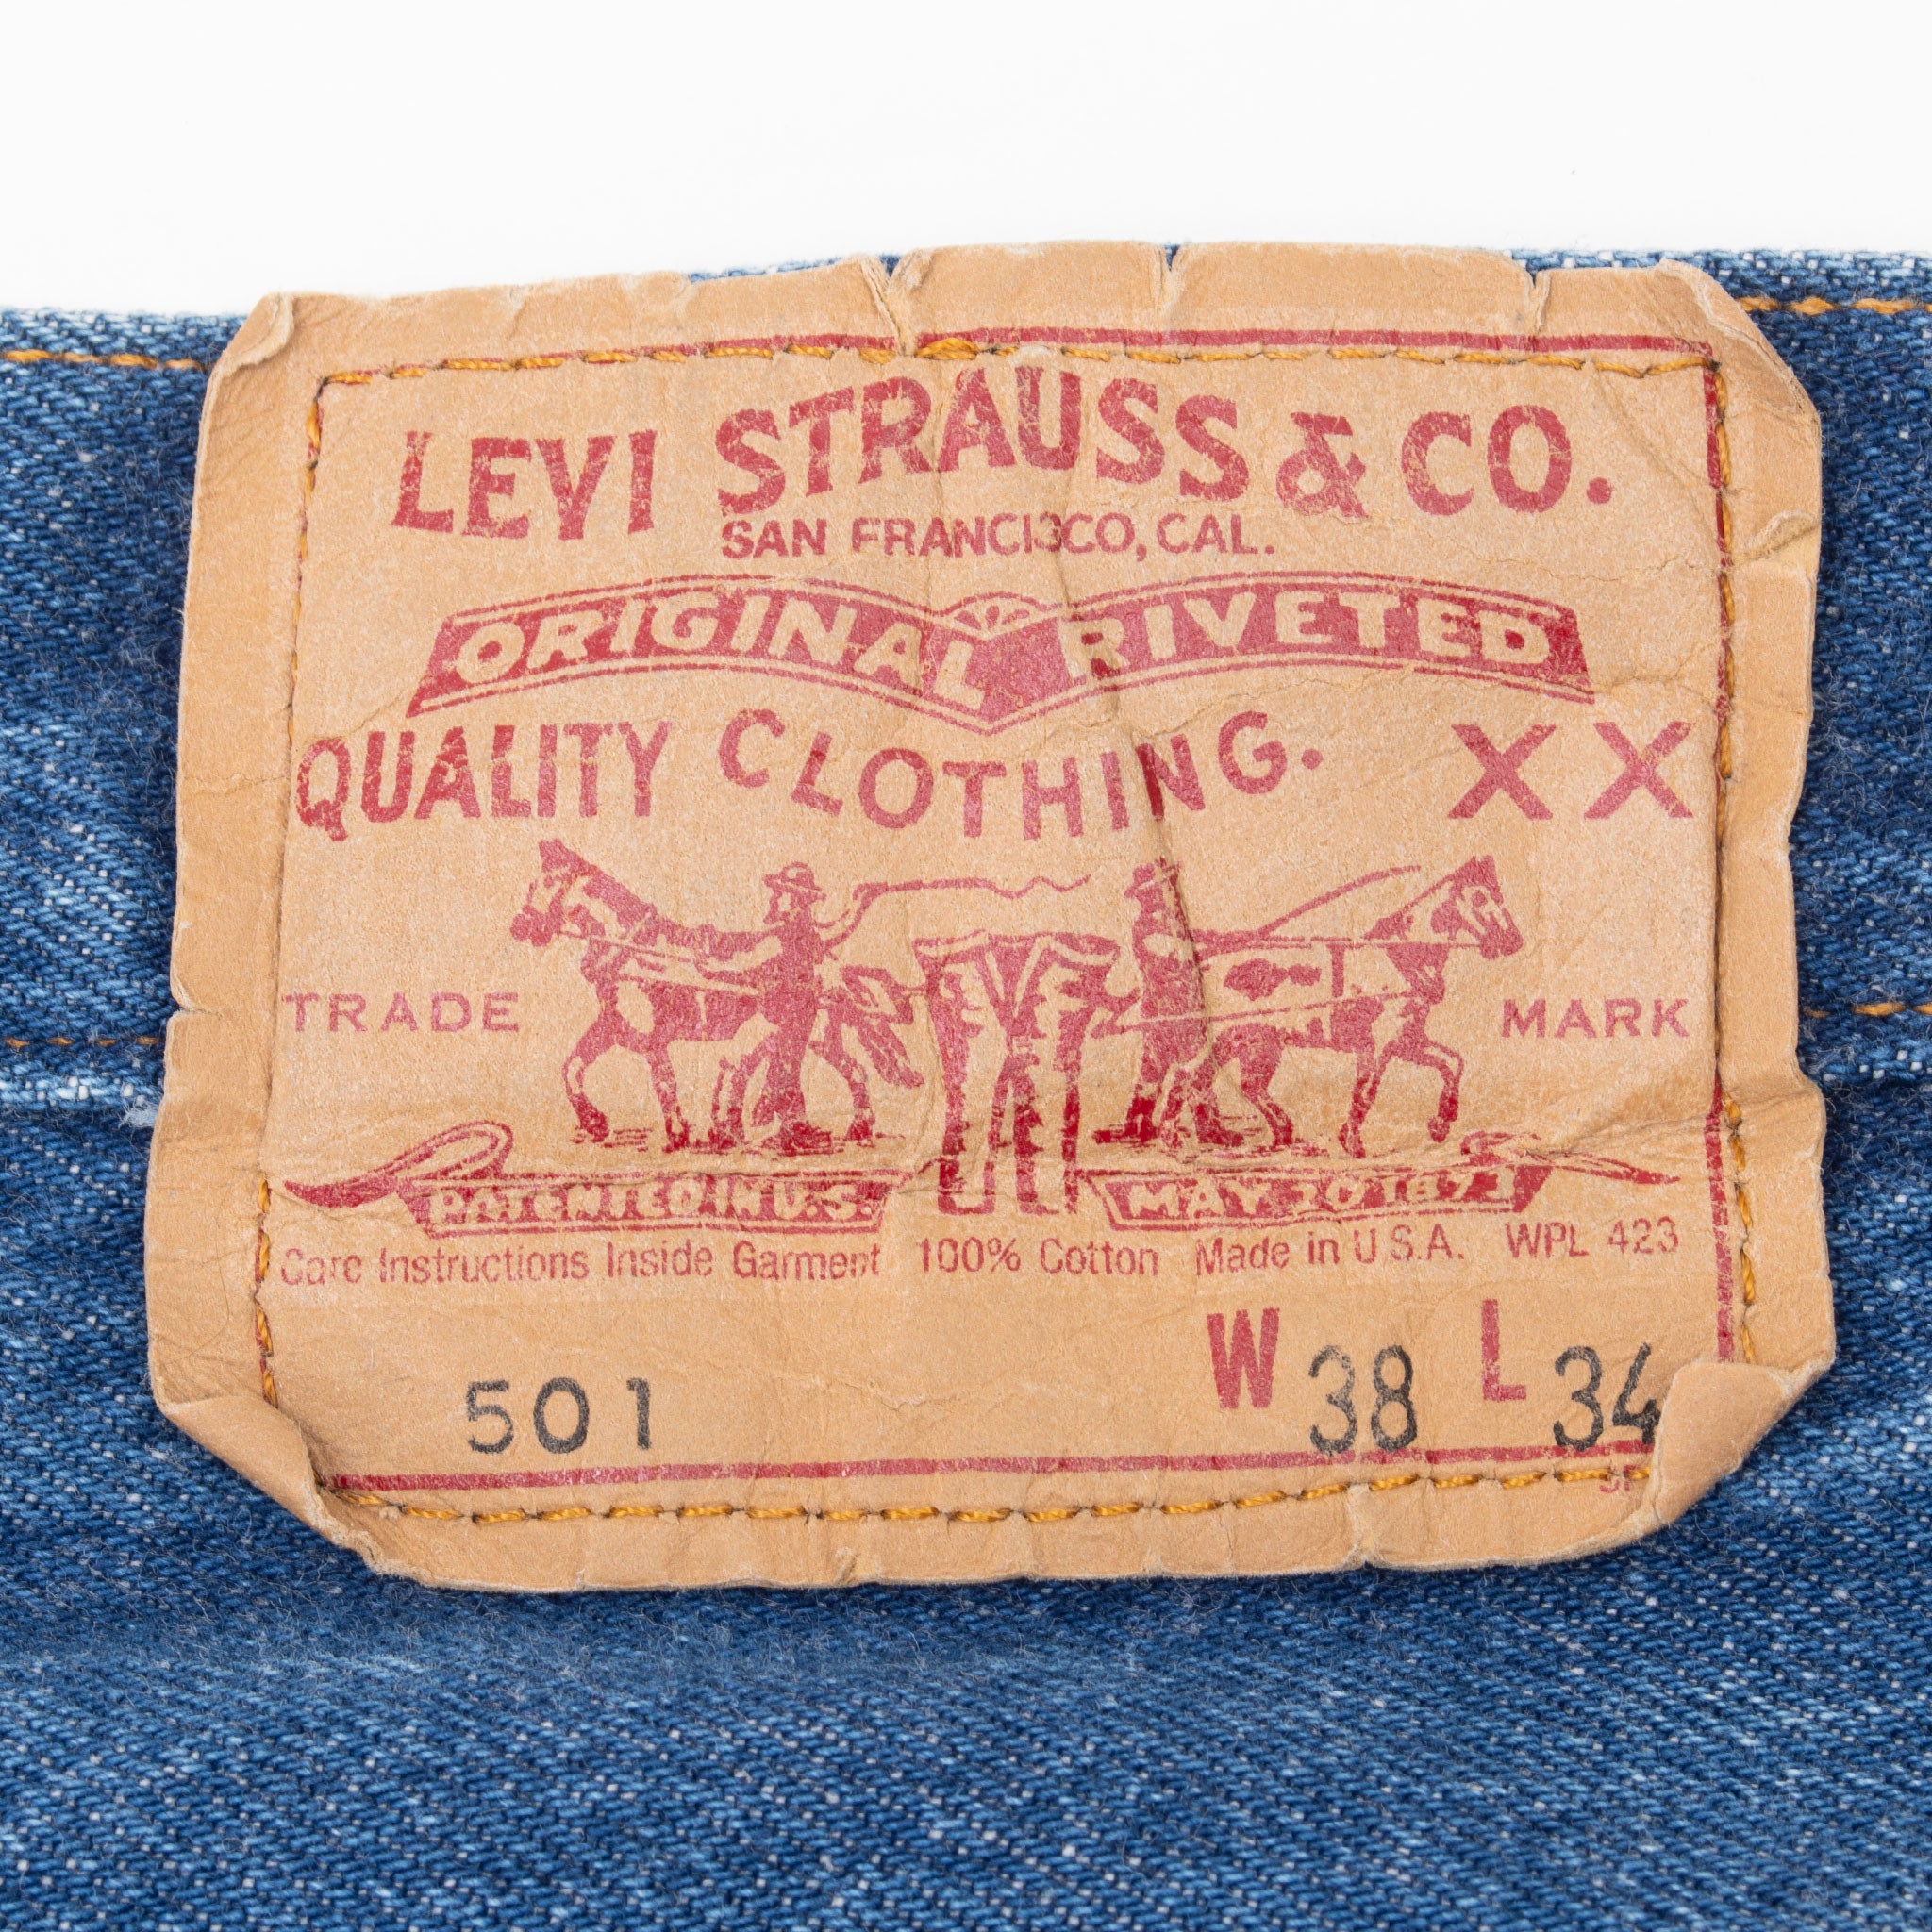 LEVI STRAUSS & CO.
SAN FRANCISCO, CAL.
ORIGINAL RIVETED
QUALITY CLOTHING. XX
TRADE MARK
PATENTED IN U.S. MAY 20 1873
Care Instructions Inside Garment 100% Cotton Made in U.S.A. WPL 423
501 W 38 L 34